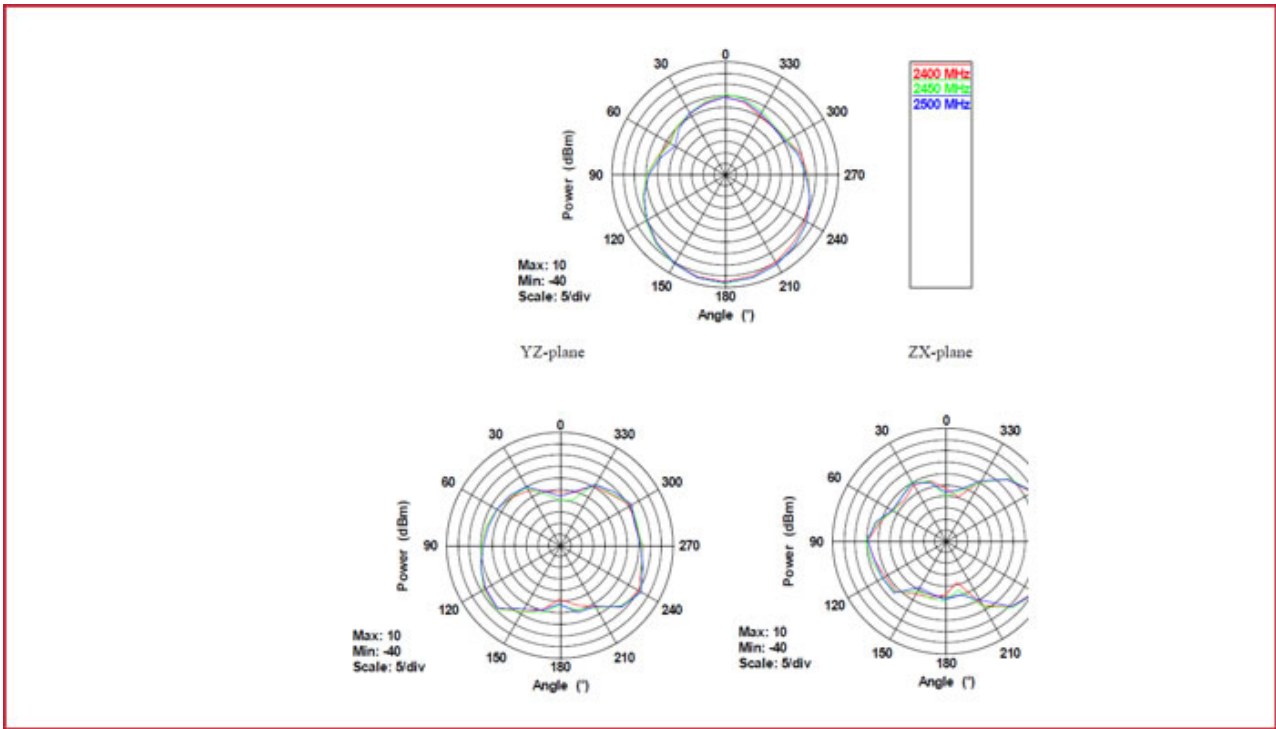 0
30
330
2400 MHz
2450 MHz
2500 MHz
60
300
Power (dBm)
90
270
120
240
Max: 10
Min: -40
Scale: 5/div
150
180
210
Angle (°)
YZ-plane
ZX-plane
0
30
330
60
300
Power (dBm)
90
270
120
240
Max: 10
Min: -40
Scale: 5/div
150
180
210
Angle (°)
0
30
330
60
Power (dBm)
90
120
Max: 10
Min: -40
Scale: 5/div
150
180
210
Angle (°)